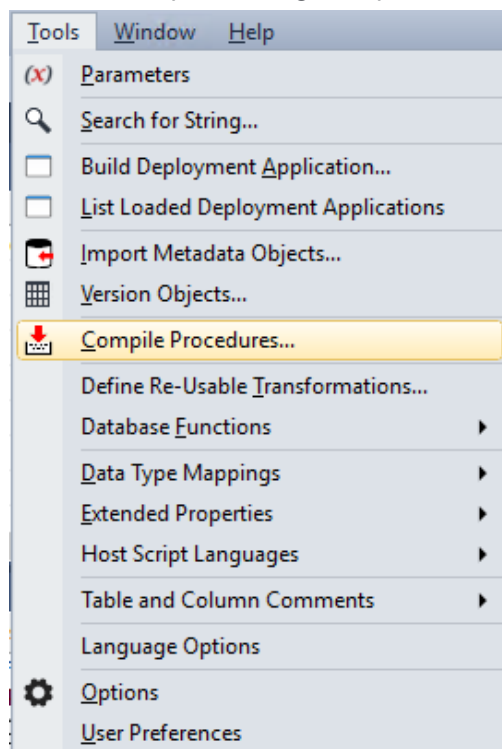 Tools Window Help
(x) Parameters
Search for String...
Build Deployment Application...
List Loaded Deployment Applications
Import Metadata Objects...
Version Objects...
Compile Procedures...
Define Re-Usable Transformations...
Database Functions
Data Type Mappings
Extended Properties
Host Script Languages
Table and Column Comments
Language Options
Options
User Preferences